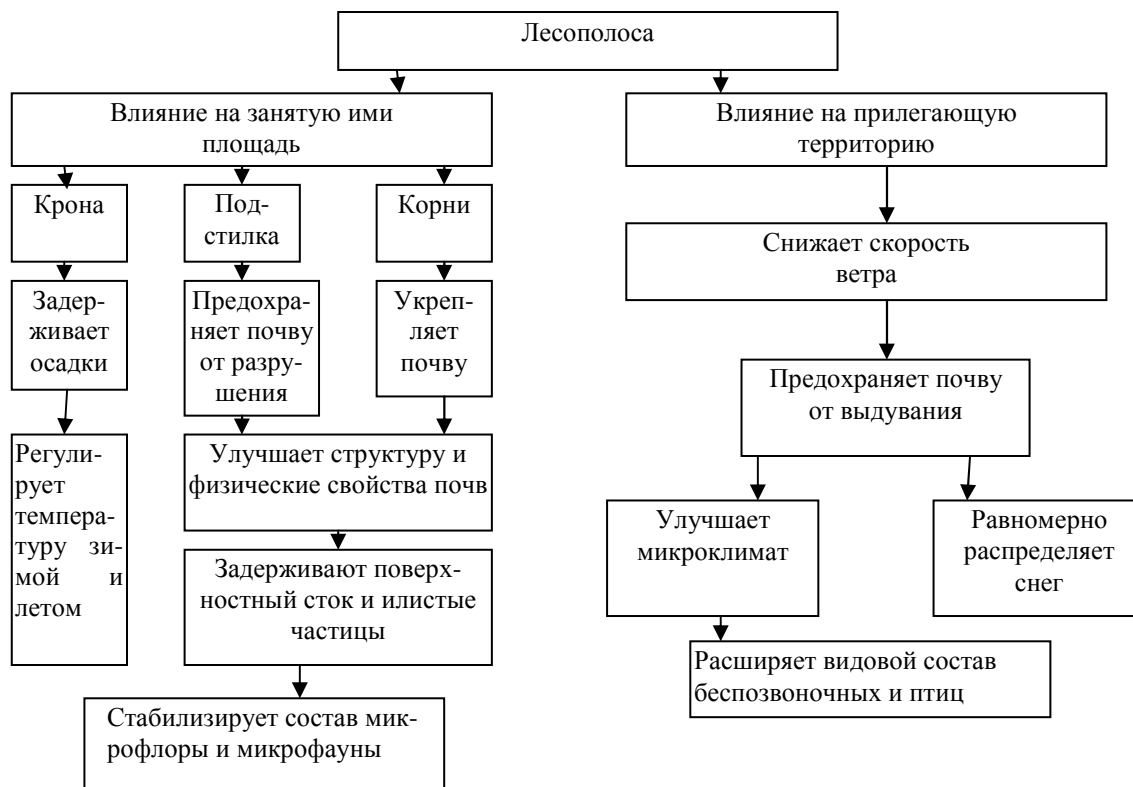 Лесополоса
Влияние на занятую ими
площадь
Влияние на прилегающую
территорию
Крона
Под-
стилка
Корни
Снижает скорость
ветра
Задер-
живает
осадки
Предохра-
няет почву
от разру-
шения
Укреп-
ляет
почву
Предохраняет почву
от выдувания
Регули-
рует
темпера-
туру зи-
мой и
летом
Улучшает структуру и
физические свойства почв
Улучшает
микроклимат
Равномерно
распределяет
снег
Задерживают поверх-
ностный сток и илистые
частицы
Расширяет видовой состав
беспозвоночных и птиц
Стабилизирует состав мик-
рофлоры и микрофауны